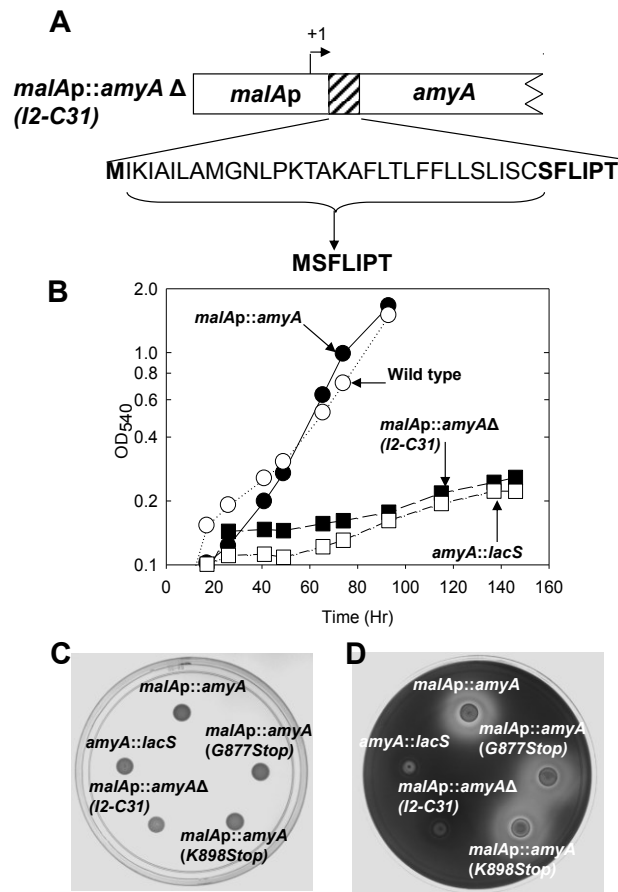 A
+1
malAp::amyA Δ
(I2-C31)
malAp
amyA
MIKIAILAMGNLPKTAKAFLTLFFLLSLISCSFLIPT
MSFLIPT
B
2.0
1.0
0.8
0.6
0.4
0.2
0.1
OD540
malAp::amyA
Wild type
malAp::amyAΔ
(I2-C31)
amyA::lacS
0 20 40 60 80 100 120 140 160
Time (Hr)
C
malAp::amyA
amyA::lacS
malAp::amyA
(G877Stop)
malAp::amyAΔ
(I2-C31)
malAp::amyA
(K898Stop)
D
malAp::amyA
malAp::amyA
(G877Stop)
amyA::lacS
malAp::amyAΔ
(I2-C31)
malAp::amyA
(K898Stop)